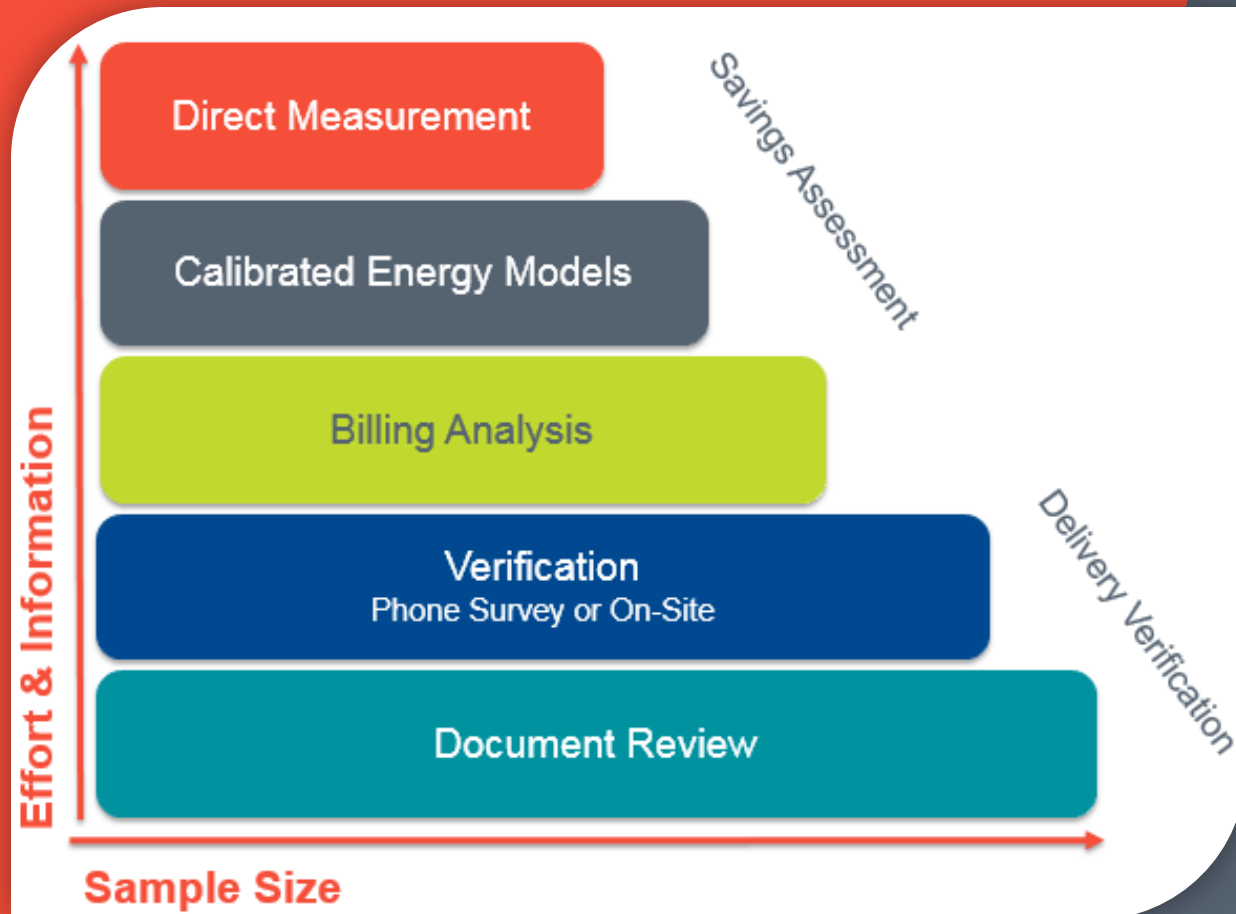 Direct Measurement
Savings Assessment
Calibrated Energy Models
Billing Analysis
Verification
Phone Survey or On-Site
Delivery Verification
Document Review
Effort & Information
Sample Size